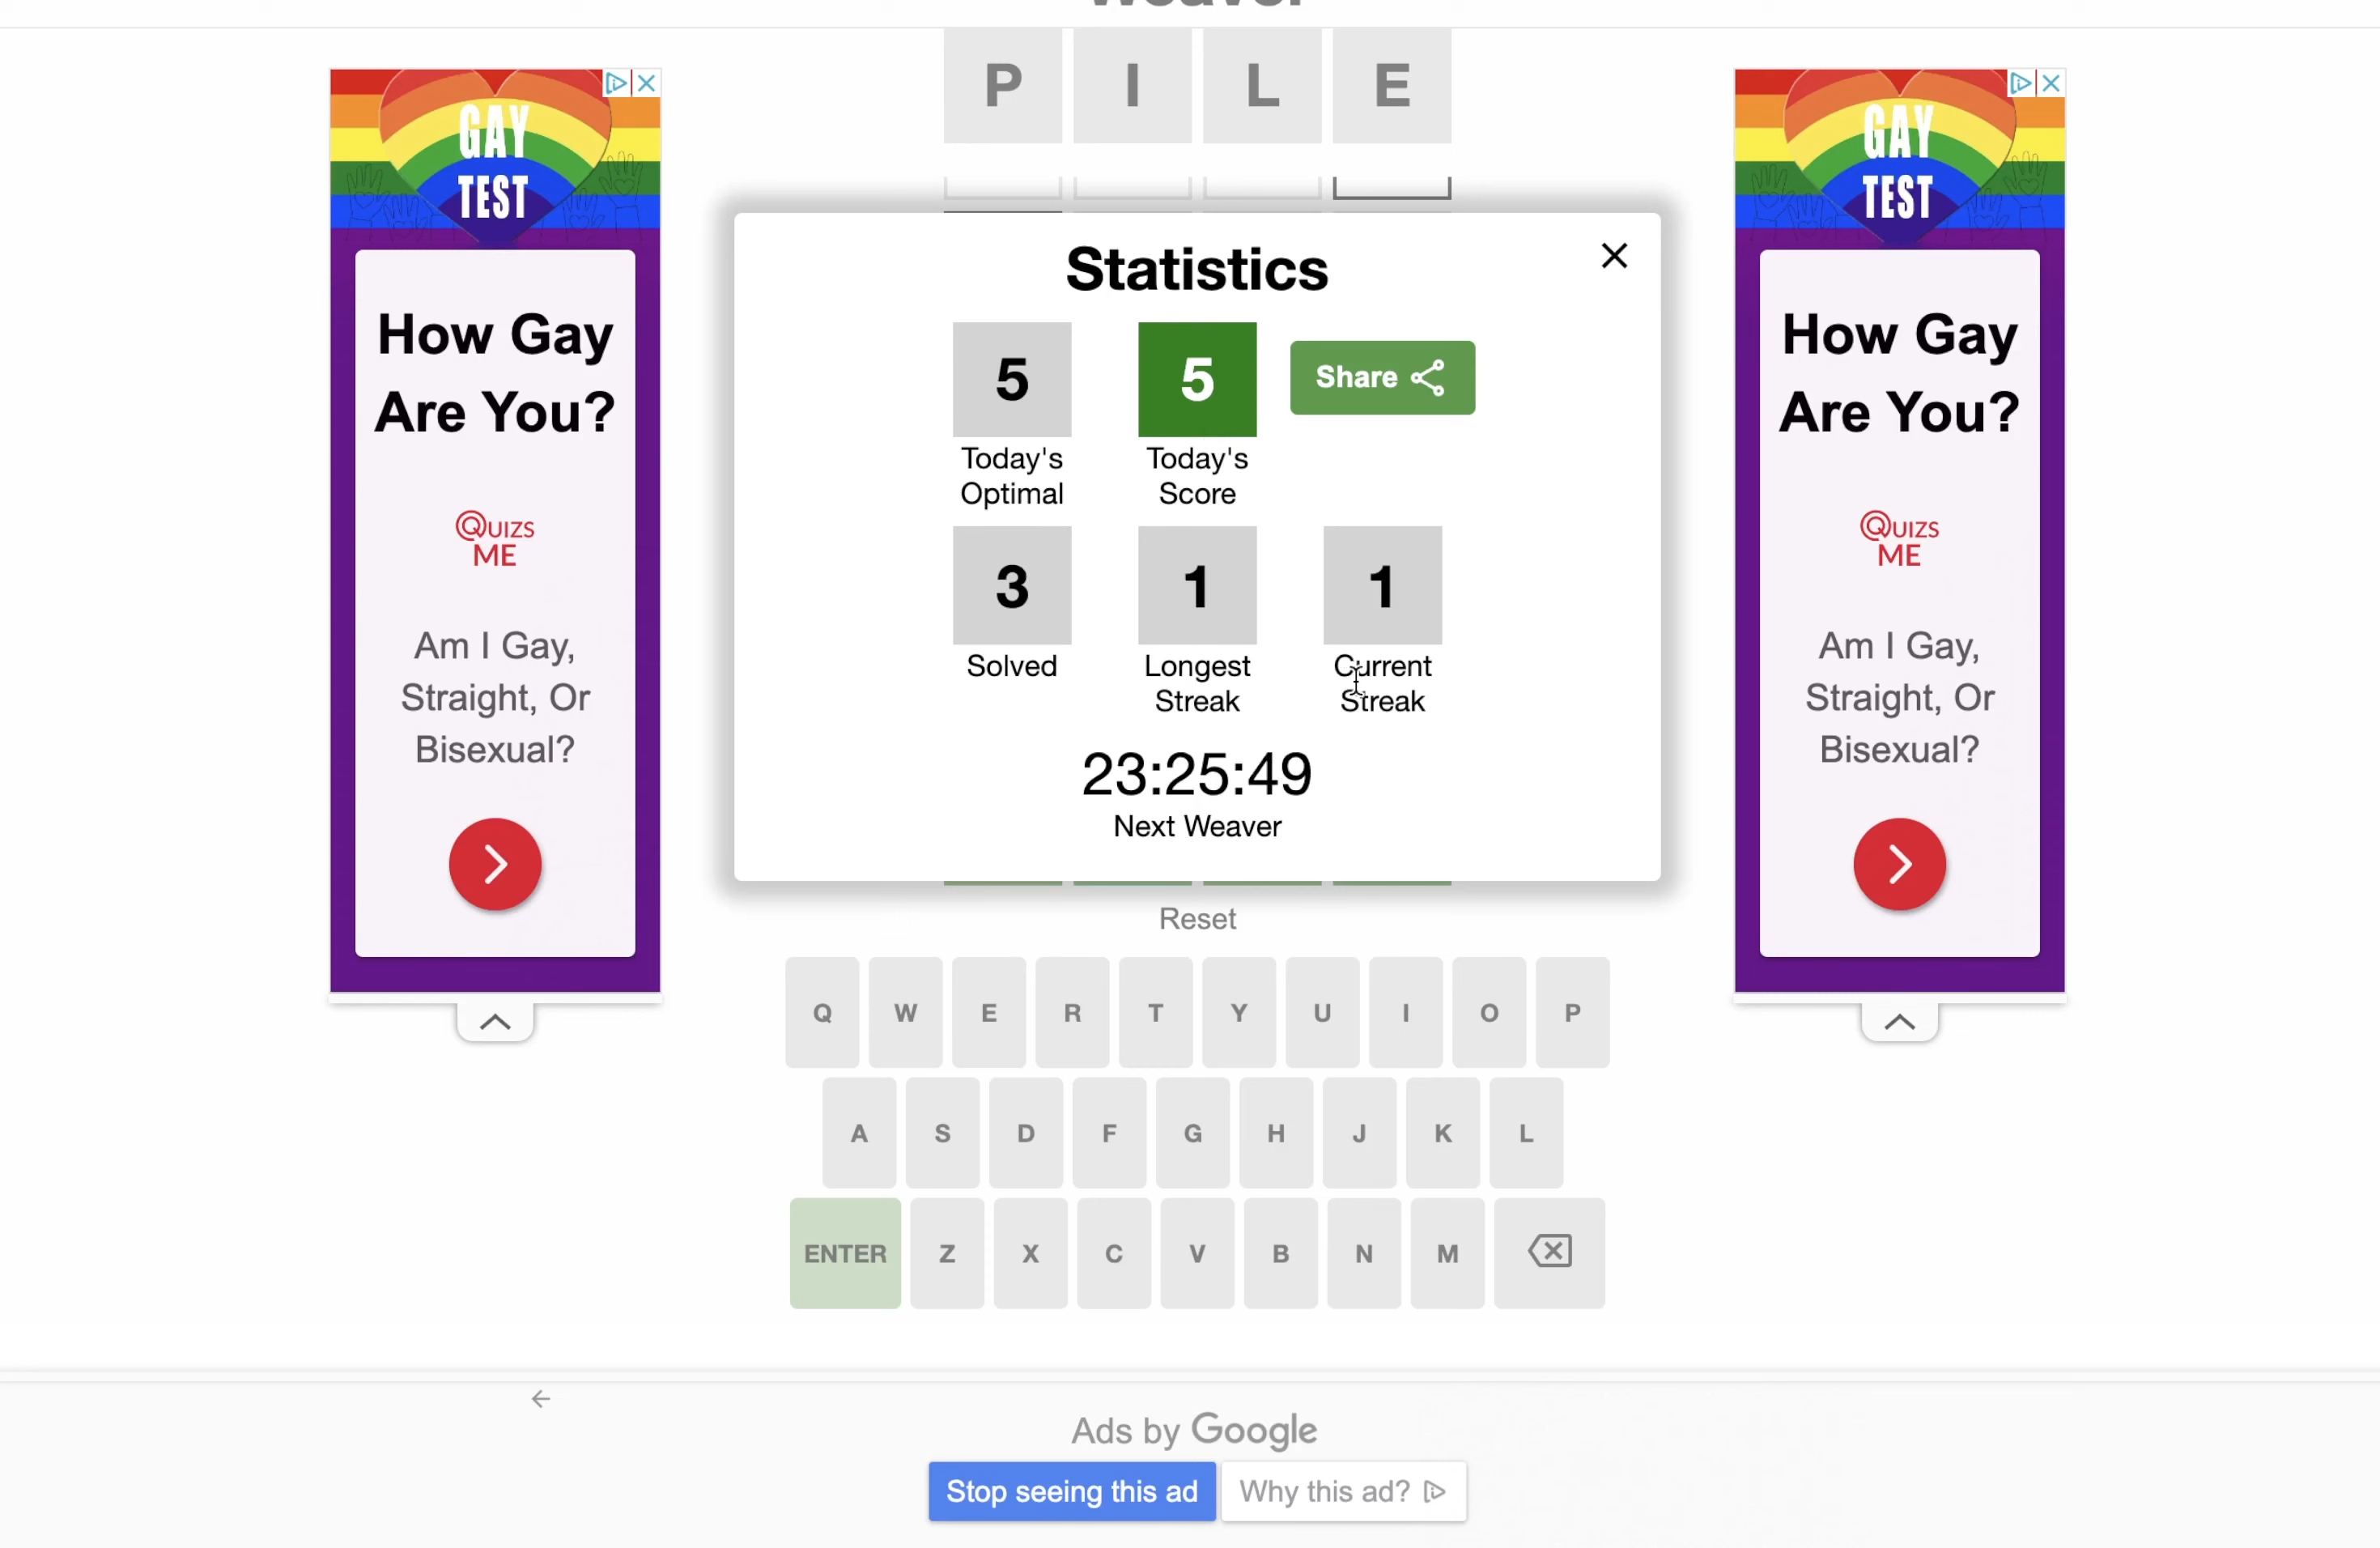 weaver
P I L E
GAY
TEST
How Gay
Are You?
QUIZS
ME
Am I Gay,
Straight, Or
Bisexual?
Statistics
5
5
Share
Today's
Optimal
Today's
Score
3
1
1
Solved
Longest
Streak
Current
Streak
23:25:49
Next Weaver
Reset
Q W E R T Y U I O P
A S D F G H J K L
ENTER Z X C V B N M
GAY
TEST
How Gay
Are You?
QUIZS
ME
Am I Gay,
Straight, Or
Bisexual?
Ads by Google
Stop seeing this ad
Why this ad?